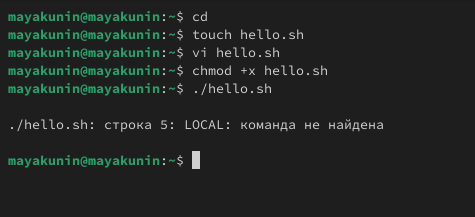 mayakunin@mayakunin:~$ cd
mayakunin@mayakunin:~$ touch hello.sh
mayakunin@mayakunin:~$ vi hello.sh
mayakunin@mayakunin:~$ chmod +x hello.sh
mayakunin@mayakunin:~$ ./hello.sh
./hello.sh: строка 5: LOCAL: команда не найдена
mayakunin@mayakunin:~$